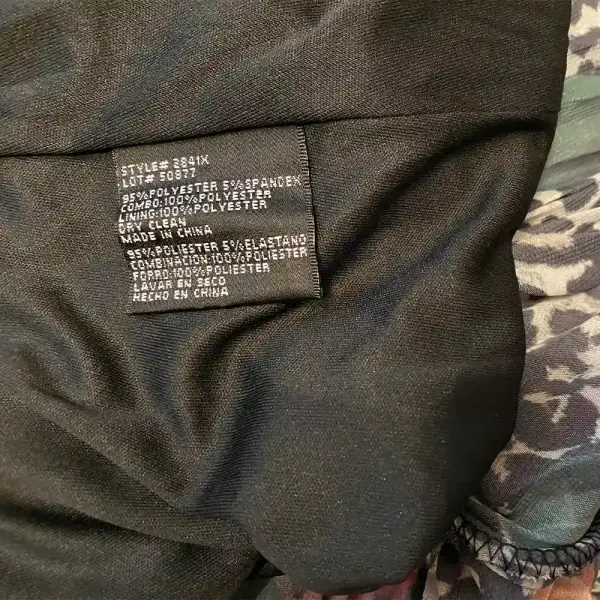 STYLE# 2841X
LOT# 50877
95%POLYESTER 5%SPANDEX
COMBO:100%POLYESTER
LINING:100%POLYESTER
DRY CLEAN
MADE IN CHINA
95%POLIESTER 5%ELASTANO
COMBINACION:100%POLIESTER
FORRO:100%POLIESTER
LAVAR EN SECO
HECHO EN CHINA